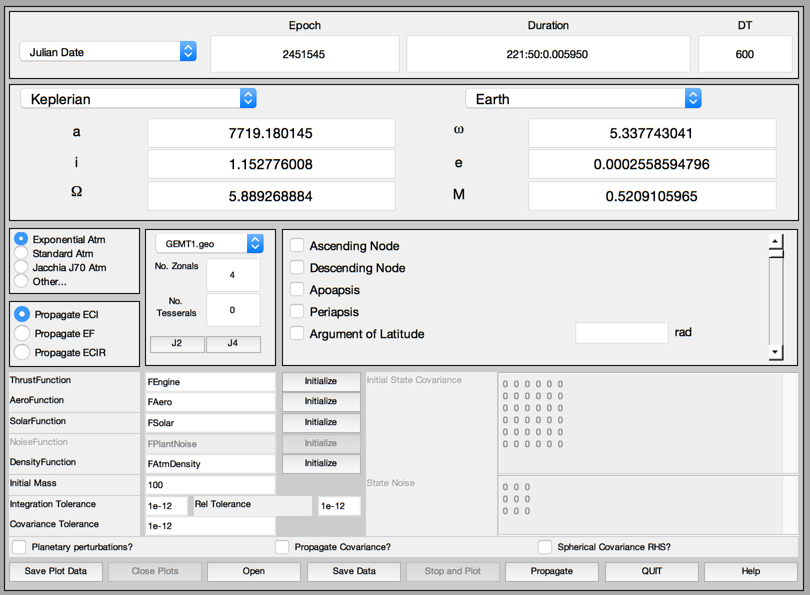 Epoch Duration DT
Julian Date 2451545 221:50:0.005950 600
Keplerian Earth
a 7719.180145 ω 5.337743041
i 1.152776008 e 0.0002558594796
Ω 5.889268884 M 0.5209105965
Exponential Atm
Standard Atm
Jacchia J70 Atm
Other...
Propagate ECI
Propagate EF
Propagate ECIR
GEMT1.geo
No. Zonals 4
No.
Tesserals 0
J2 J4
Ascending Node
Descending Node
Apoapsis
Periapsis
Argument of Latitude rad
ThrustFunction FEngine Initialize
AeroFunction FAero Initialize
SolarFunction FSolar Initialize
NoiseFunction FPlantNoise Initialize
DensityFunction FAtmDensity Initialize
Initial Mass 100
Integration Tolerance 1e-12 Rel Tolerance 1e-12
Covariance Tolerance 1e-12
Initial State Covariance
0 0 0 0 0 0
0 0 0 0 0 0
0 0 0 0 0 0
0 0 0 0 0 0
0 0 0 0 0 0
0 0 0 0 0 0
State Noise
0 0 0
0 0 0
0 0 0
Planetary perturbations? Propagate Covariance? Spherical Covariance RHS?
Save Plot Data Close Plots Open Save Data Stop and Plot Propagate QUIT Help